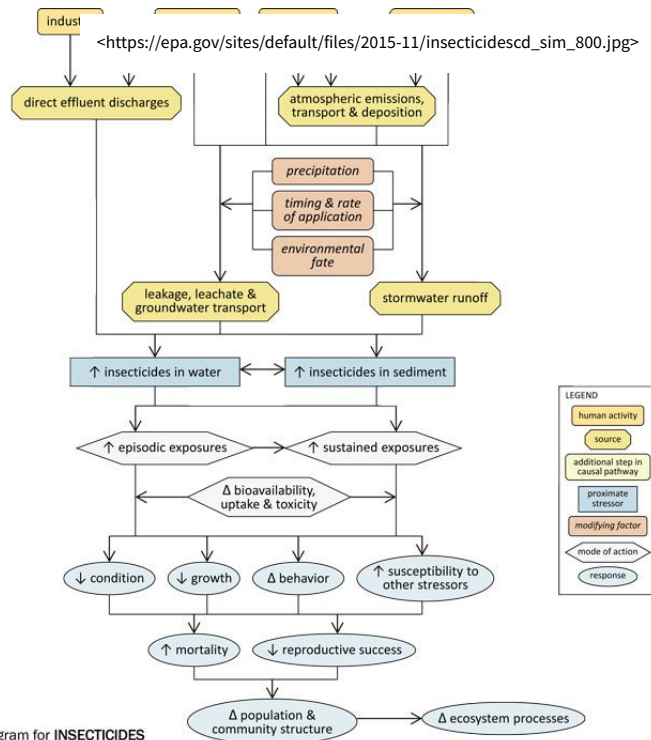 indust
<https://epa.gov/sites/default/files/2015-11/insecticidescd_sim_800.jpg>
direct effluent discharges
atmospheric emissions,
transport & deposition
precipitation
timing & rate
of application
environmental
fate
leakage, leachate &
groundwater transport
stormwater runoff
↑ insecticides in water
↑ insecticides in sediment
LEGEND
human activity
source
additional step in
causal pathway
proximate
stressor
modifying factor
mode of action
response
↑ episodic exposures
↑ sustained exposures
Δ bioavailability,
uptake & toxicity
↓ condition
↓ growth
Δ behavior
↑ susceptibility to
other stressors
↑ mortality
↓ reproductive success
Δ population &
community structure
Δ ecosystem processes
gram for INSECTICIDES